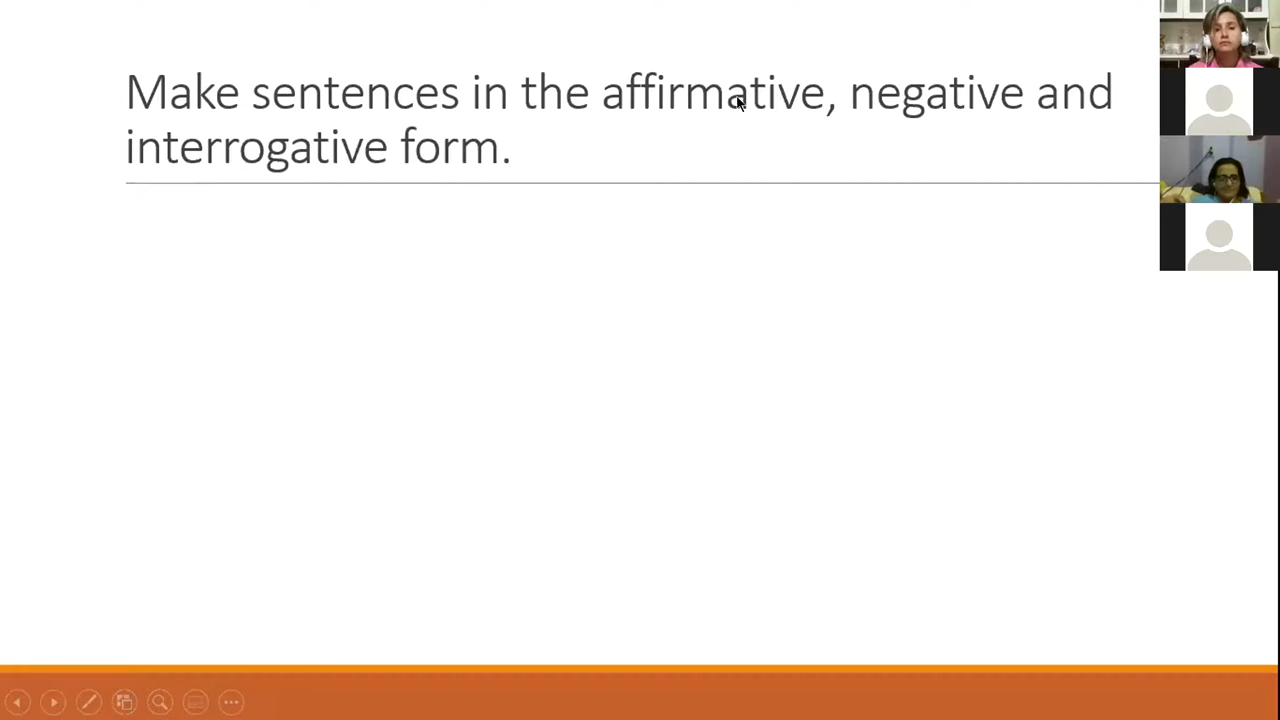 Make sentences in the affirmative, negative and
interrogative form.